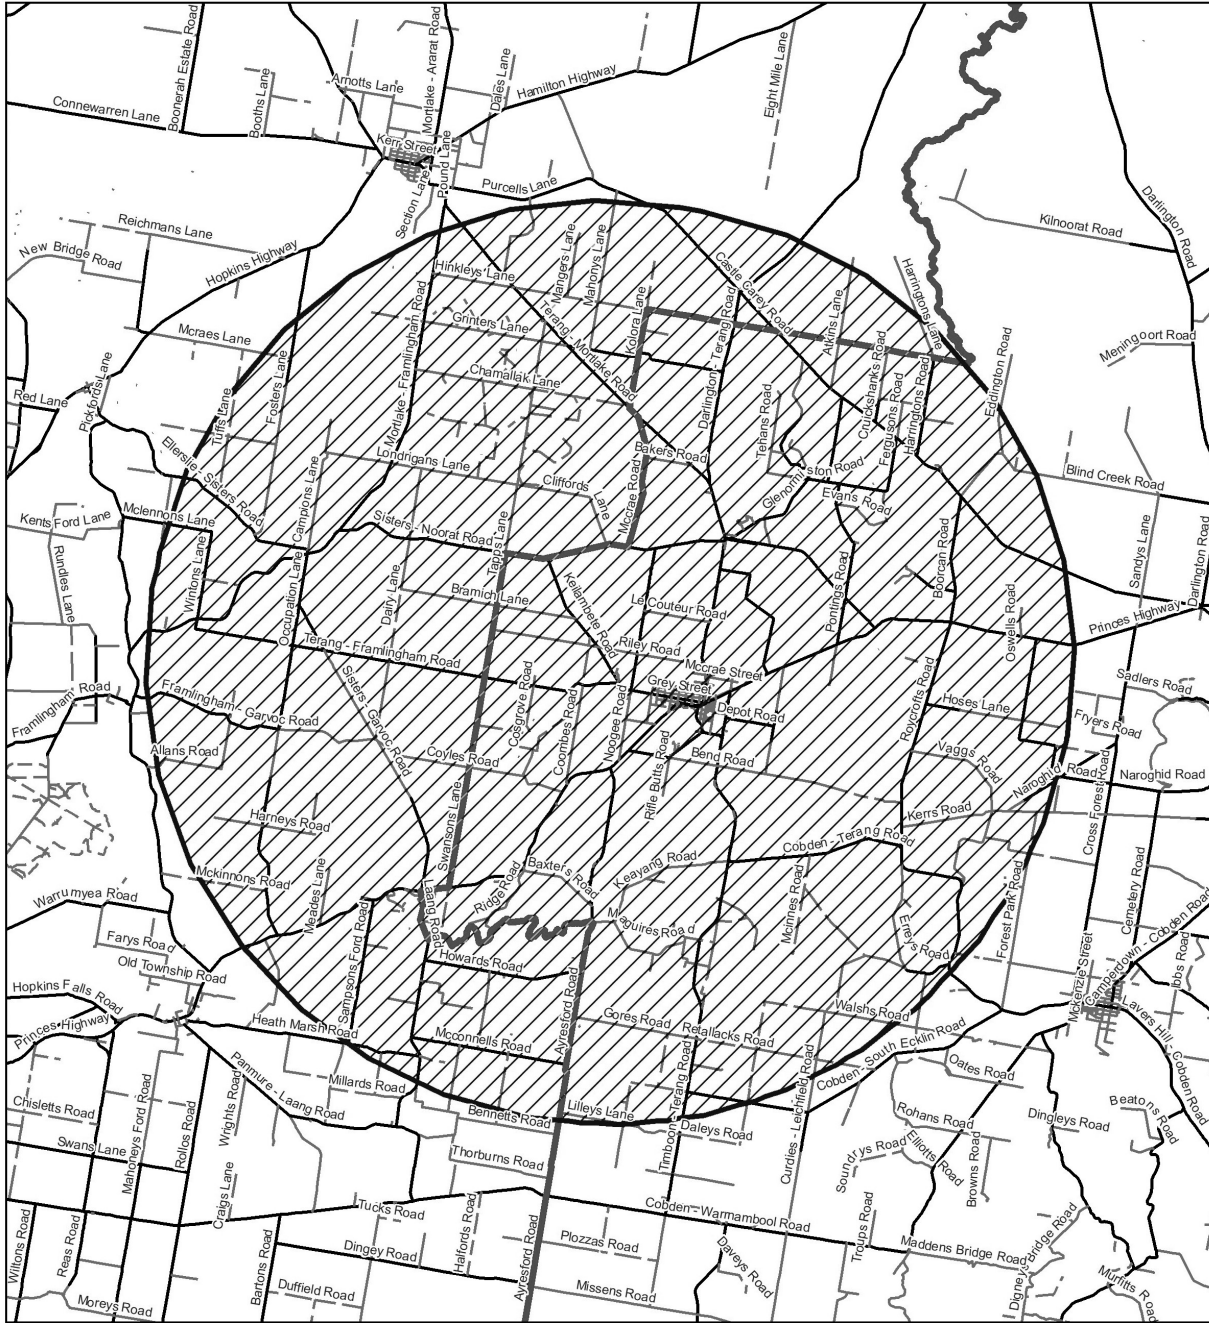 Boonerah Estate Road
Mortlake - Ararat Road
Dales Lane
Eight Mile Lane
Arnotts Lane
Hamilton Highway
Booths Lane
Connewarren Lane
Kerr Street
Pound Lane
Section Lane
Purcells Lane
Darlington Road
Reichmans Lane
Kilnoorat Road
New Bridge Road
Hopkins Highway
Mangers Lane
Mahonys Lane
Castle Carey Road
Harringtons Lane
Hinkleys Lane
Mortlake - Framlingham Road
Terang - Mortlake Road
Kolora Lane
Darlington - Terang Road
Atkins Lane
Grinters Lane
Mcraes Lane
Meningoort Road
Eddington Road
Cruickshanks Road
Fergusons Road
Harringtons Road
Pickfords Lane
Red Lane
Tuffs Lane
Fosters Lane
Chamallak Lane
Tehans Road
Bakers Road
Ellerslie - Sisters Road
Campions Lane
Londrigans Lane
Cliffords Lane
Mccrae Road
Glenormiston Road
Evans Road
Blind Creek Road
Kents Ford Lane
Mclennons Lane
Sisters - Noorat Road
Tapps Lane
Rundles Lane
Wintons Lane
Occupation Lane
Dairy Lane
Bramich Lane
Keilambete Road
Le Couteur Road
Pontings Road
Boorcan Road
Oswells Road
Sandys Lane
Darlington Road
Princes Highway
Terang - Framlingham Road
Riley Road
Mccrae Street
Grey Street
Depot Road
Framlingham Road
Framlingham - Garvoc Road
Sisters - Garvoc Road
Cosgrove Road
Coombes Road
Noogee Road
Roycrofts Road
Hoses Lane
Sadlers Road
Fryers Road
Allans Road
Coyles Road
Rifle Butts Road
Bend Road
Vaggs Road
Naroghid Road
Naroghid Road
Cross Forest Road
Harneys Road
Swansons Lane
Kerrs Road
Cobden - Terang Road
Mckinnons Road
Meades Lane
Laang Road
Ridge Road
Baxters Road
Keayang Road
Mcinnes Road
Erreys Road
Forest Park Road
Cemetery Road
Warrumyea Road
Farys Road
Sampsons Ford Road
Maguires Road
Howards Road
Old Township Road
Mckenzie Street
Camperdown - Cobden Road
Ibbs Road
Hopkins Falls Road
Princes Highway
Heath Marsh Road
Mcconnells Road
Ayresford Road
Gores Road
Retallacks Road
Walshs Road
Cobden - South Ecklin Road
Lavers Hill - Cobden Road
Panmure - Laang Road
Millards Road
Oates Road
Chisletts Road
Mahoneys Ford Road
Rollos Road
Wrights Road
Bennetts Road
Lilleys Lane
Timboon - Terang Road
Daleys Road
Curdies - Leichfield Road
Rohans Road
Dingleys Road
Beatons Road
Swans Lane
Craigs Lane
Thorburns Road
Soundrys Road
Elliotts Road
Browns Road
Tucks Road
Halfords Road
Cobden - Warrnambool Road
Troups Road
Maddens Bridge Road
Digneys Bridge Road
Wiltons Road
Reas Road
Bartons Road
Dingey Road
Plozzas Road
Daveys Road
Murfitts Road
Moreys Road
Duffield Road
Ayresford Road
Missens Road